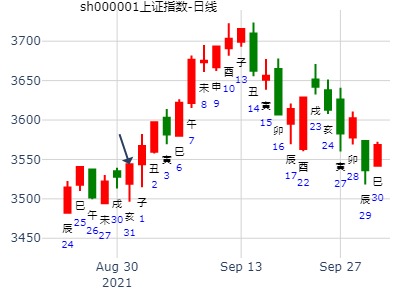 sh000001上证指数-日线
3700
3650
3600
3550
3500
3450
辰
24
巳
25
午
26
未
27
戌
30
亥
31
子
1
丑
2
寅
3
巳
6
午
7
未
8
申
9
酉
10
子
13
丑
14
寅
15
卯
16
辰
17
酉
22
戌
23
亥
24
寅
27
卯
28
辰
29
巳
30
Aug 30
2021
Sep 13
Sep 27